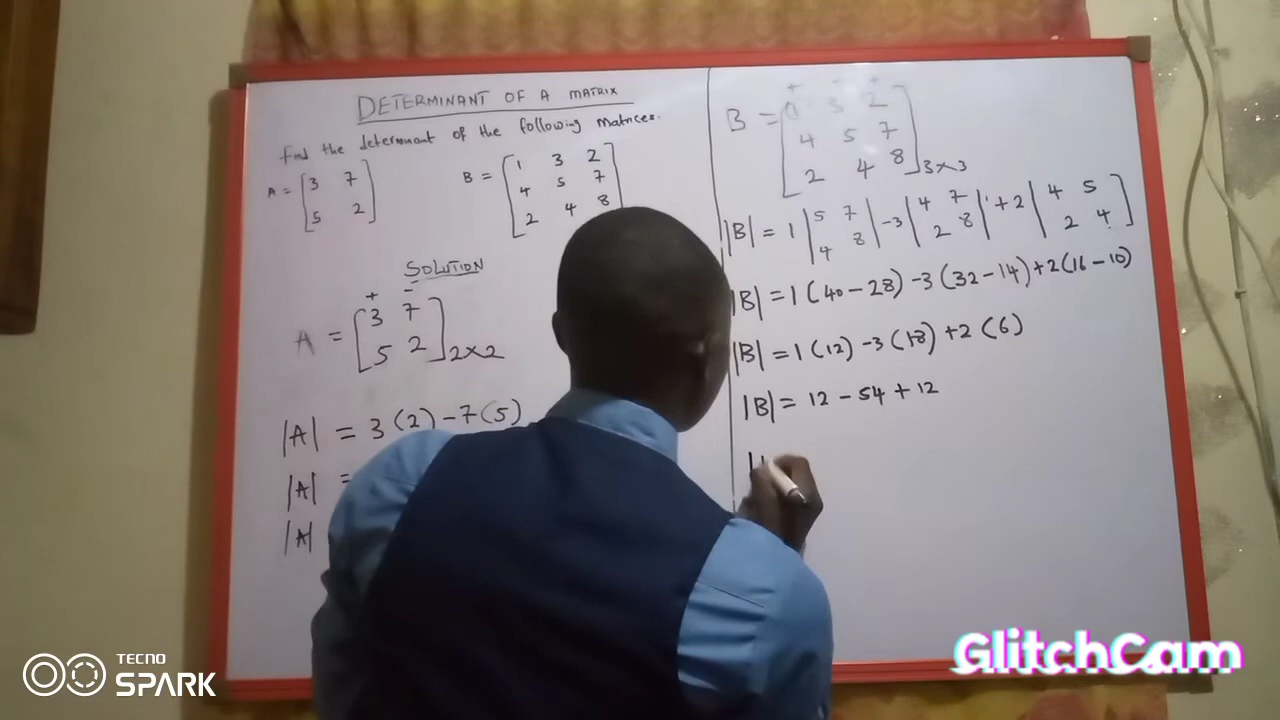 DETERMINANT OF A MATRIX
Find the determinant of the following matrices.
A = [3 7
5 2]
B = [1 3 2
4 5 7
2 4 8]
SOLUTION
+ -
A = [3 7
5 2]2×2
|A| = 3(2) -7(5)
|A| =
|A|
+ - +
B = [1 3 2
4 5 7
2 4 8]3×3
|B| = 1 |5 7
4 8| -3 |4 7
2 8| +2 |4 5
2 4]
|B| = 1(40-28) -3(32-14) +2(16-10)
|B| = 1(12) -3(18) +2(6)
|B| = 12 - 54 + 12
TECNO
SPARK
GlitchCam